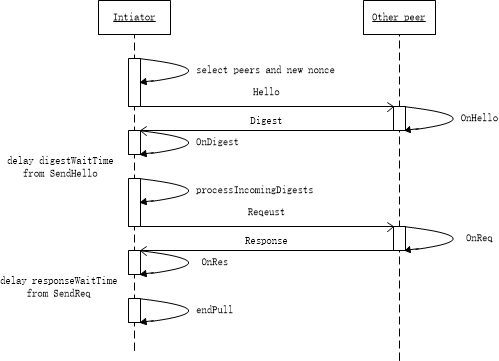 Intiator
Other peer
select peers and new nonce
Hello
OnHello
Digest
OnDigest
delay digestWaitTime
from SendHello
processIncomingDigests
Reqeust
OnReq
Response
OnRes
delay responseWaitTime
from SendReq
endPull